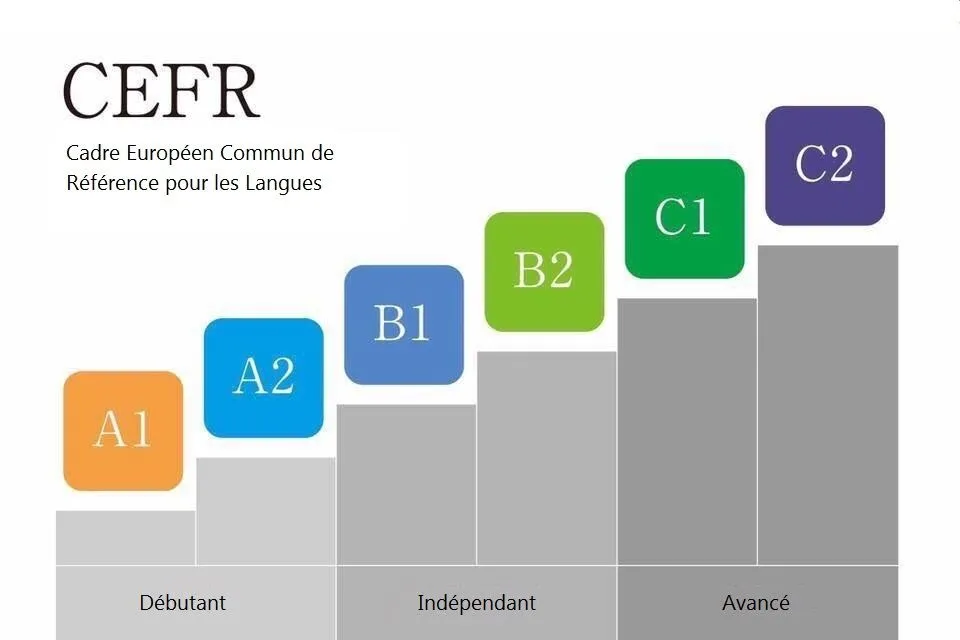 CEFR
Cadre Européen Commun de
Référence pour les Langues
A1
A2
B1
B2
C1
C2
Débutant
Indépendant
Avancé